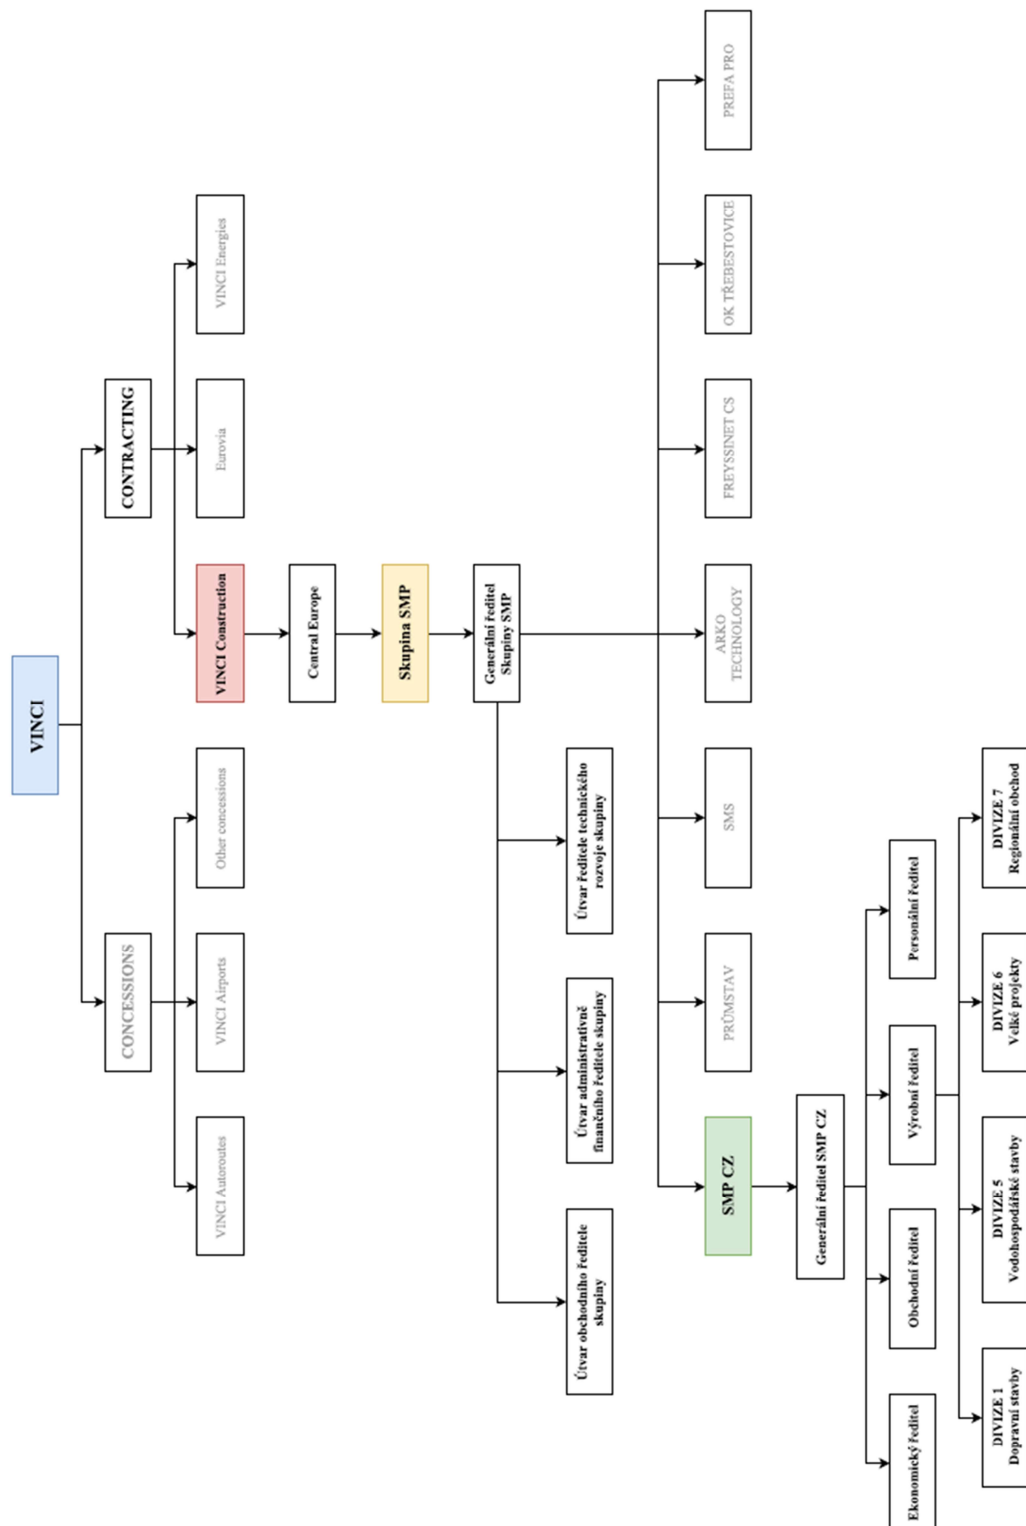 VINCI
CONCESSIONS
CONTRACTING
VINCI Autoroutes
VINCI Airports
Other concessions
VINCI Construction
Eurovia
VINCI Energies
Central Europe
Skupina SMP
Generální ředitel
Skupiny SMP
Útvar obchodního ředitele
skupiny
Útvar administrativně
finančního ředitele skupiny
Útvar ředitele technického
rozvoje skupiny
SMP CZ
PRŮMSTAV
SMS
ARKO
TECHNOLOGY
FREYSSINET CS
OK TŘEBESTOVICE
PREFA PRO
Generální ředitel SMP CZ
Ekonomický ředitel
Obchodní ředitel
Výrobní ředitel
Personální ředitel
DIVIZE 1
Dopravní stavby
DIVIZE 5
Vodohospodářské stavby
DIVIZE 6
Velké projekty
DIVIZE 7
Regionální obchod